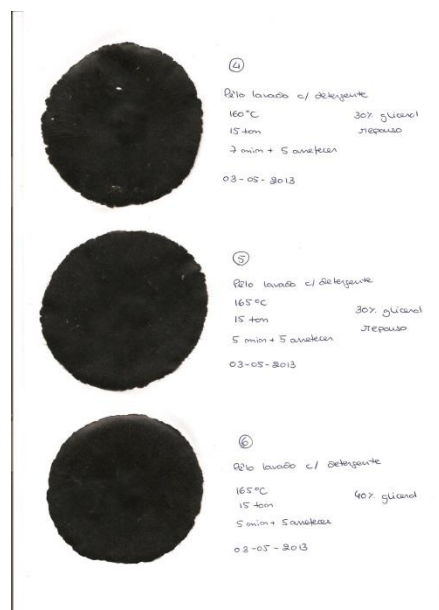 4
Pêlo lavado c/ detergente
160°C 30% glicerol
15 ton repouso
7 min + 5 arrefecer
03-05-2013
5
Pêlo lavado c/ detergente
165°C
15 ton 30% glicerol
5 min + 5 arrefecer repouso
03-05-2013
6
Pêlo lavado c/ detergente
165°C 40% glicerol
15 ton
5 min + 5 arrefecer
03-05-2013